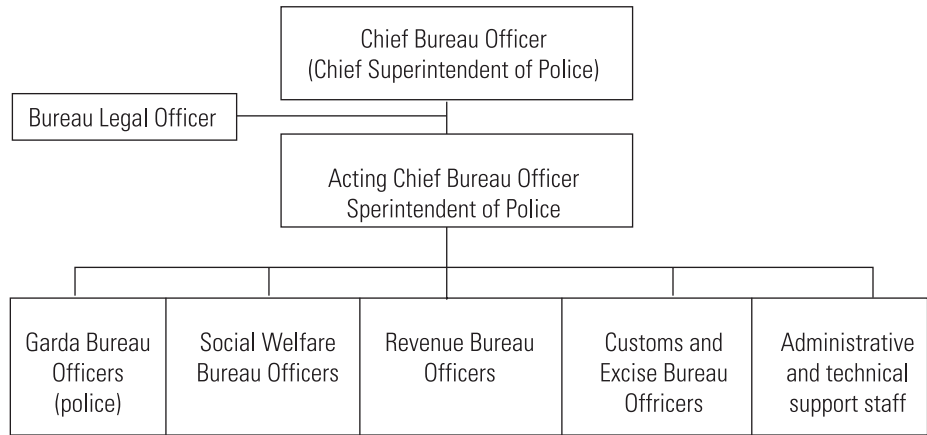 Chief Bureau Officer
(Chief Superintendent of Police)
Bureau Legal Officer
Acting Chief Bureau Officer
Sperintendent of Police
Garda Bureau
Officers
(police)
Social Welfare
Bureau Officers
Revenue Bureau
Officers
Customs and
Excise Bureau
Offricers
Administrative
and technical
support staff